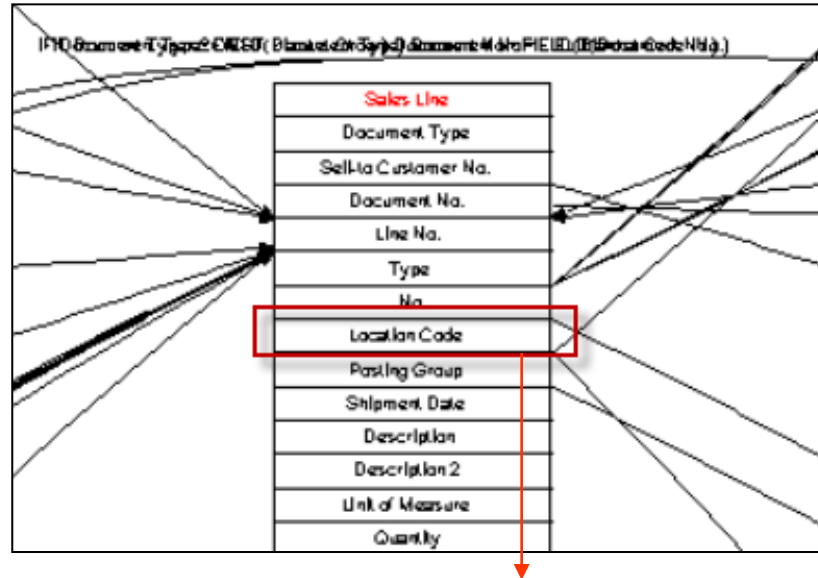 Sales Line
Document Type
Sell-to Customer No.
Document No.
Line No.
Type
No.
Location Code
Posting Group
Shipment Date
Description
Description 2
Unit of Measure
Quantity